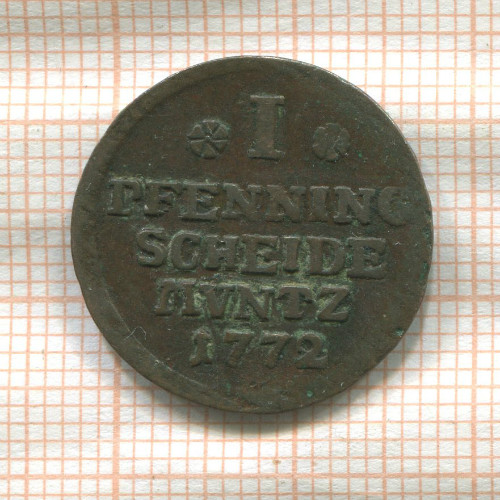 I
PFENNING
SCHEIDE
MVNTZ
1772